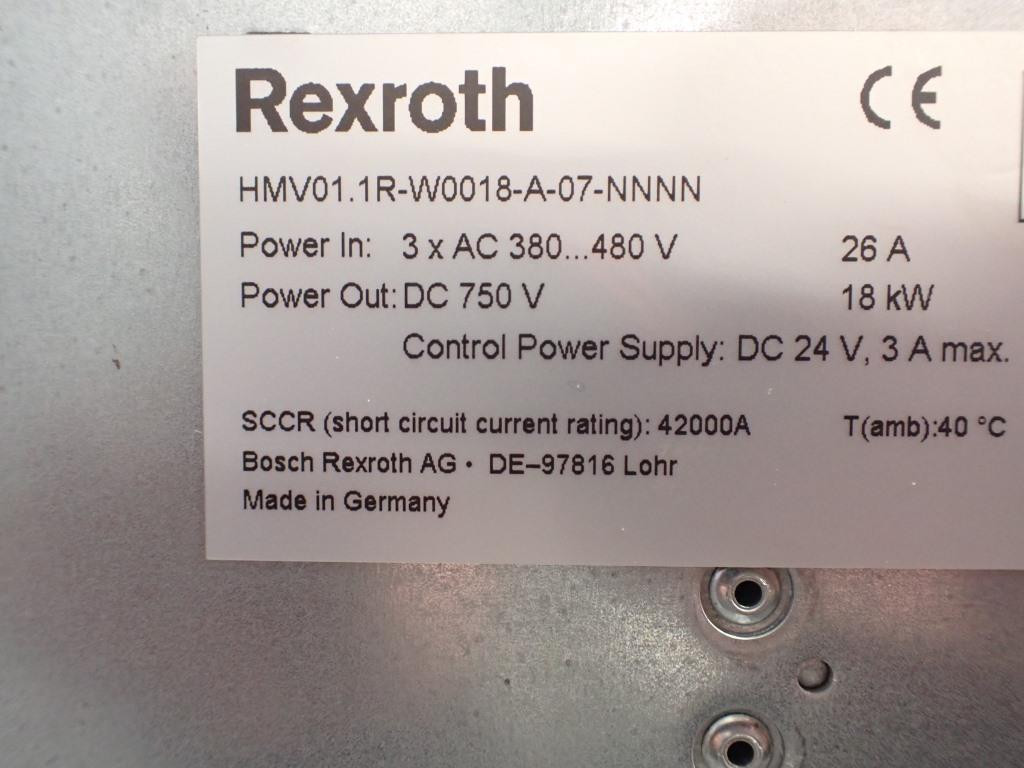 Rexroth CE
HMV01.1R-W0018-A-07-NNNN
Power In: 3 x AC 380...480 V 26 A
Power Out: DC 750 V 18 kW
Control Power Supply: DC 24 V, 3 A max.
SCCR (short circuit current rating): 42000A T(amb):40 °C
Bosch Rexroth AG • DE–97816 Lohr
Made in Germany